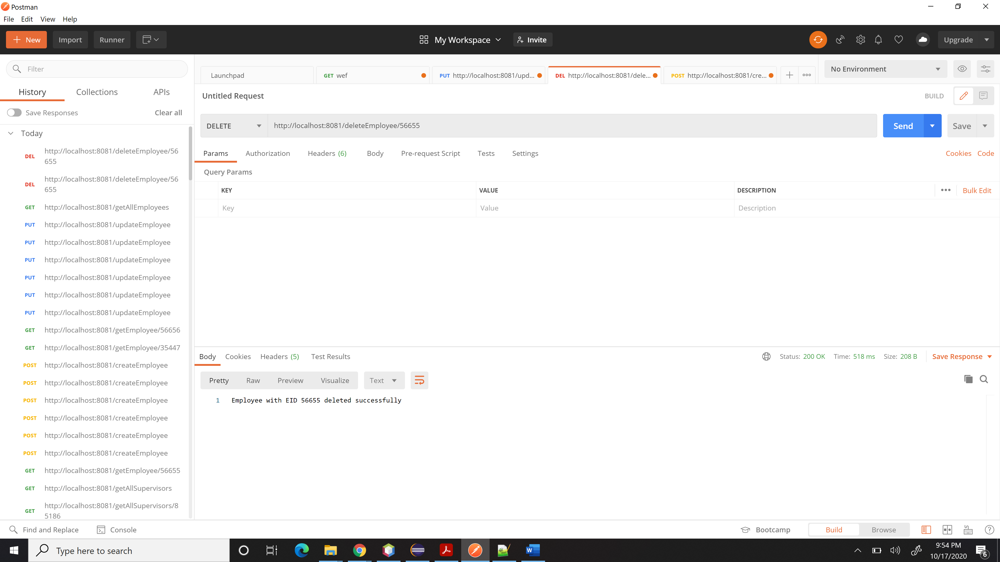 Postman
File Edit View Help
New Import Runner My Workspace Invite Upgrade
Filter
History Collections APIs
Save Responses Clear all
Today
DEL http://localhost:8081/deleteEmployee/56
655
DEL http://localhost:8081/deleteEmployee/56
655
GET http://localhost:8081/getAllEmployees
PUT http://localhost:8081/updateEmployee
PUT http://localhost:8081/updateEmployee
PUT http://localhost:8081/updateEmployee
PUT http://localhost:8081/updateEmployee
PUT http://localhost:8081/updateEmployee
PUT http://localhost:8081/updateEmployee
GET http://localhost:8081/getEmployee/56656
GET http://localhost:8081/getEmployee/35447
POST http://localhost:8081/createEmployee
POST http://localhost:8081/createEmployee
POST http://localhost:8081/createEmployee
POST http://localhost:8081/createEmployee
POST http://localhost:8081/createEmployee
POST http://localhost:8081/createEmployee
GET http://localhost:8081/getEmployee/56655
GET http://localhost:8081/getAllSupervisors
GET http://localhost:8081/getAllSupervisors/8
5186
Launchpad GET wef PUT http://localhost:8081/upd... DEL http://localhost:8081/dele... POST http://localhost:8081/cre... No Environment
Untitled Request BUILD
DELETE http://localhost:8081/deleteEmployee/56655 Send Save
Params Authorization Headers (6) Body Pre-request Script Tests Settings Cookies Code
Query Params
KEY VALUE DESCRIPTION Bulk Edit
Key Value Description
Body Cookies Headers (5) Test Results Status: 200 OK Time: 518 ms Size: 208 B Save Response
Pretty Raw Preview Visualize Text
1 Employee with EID 56655 deleted successfully
Find and Replace Console Bootcamp Build Browse
Type here to search 9:54 PM
10/17/2020 6